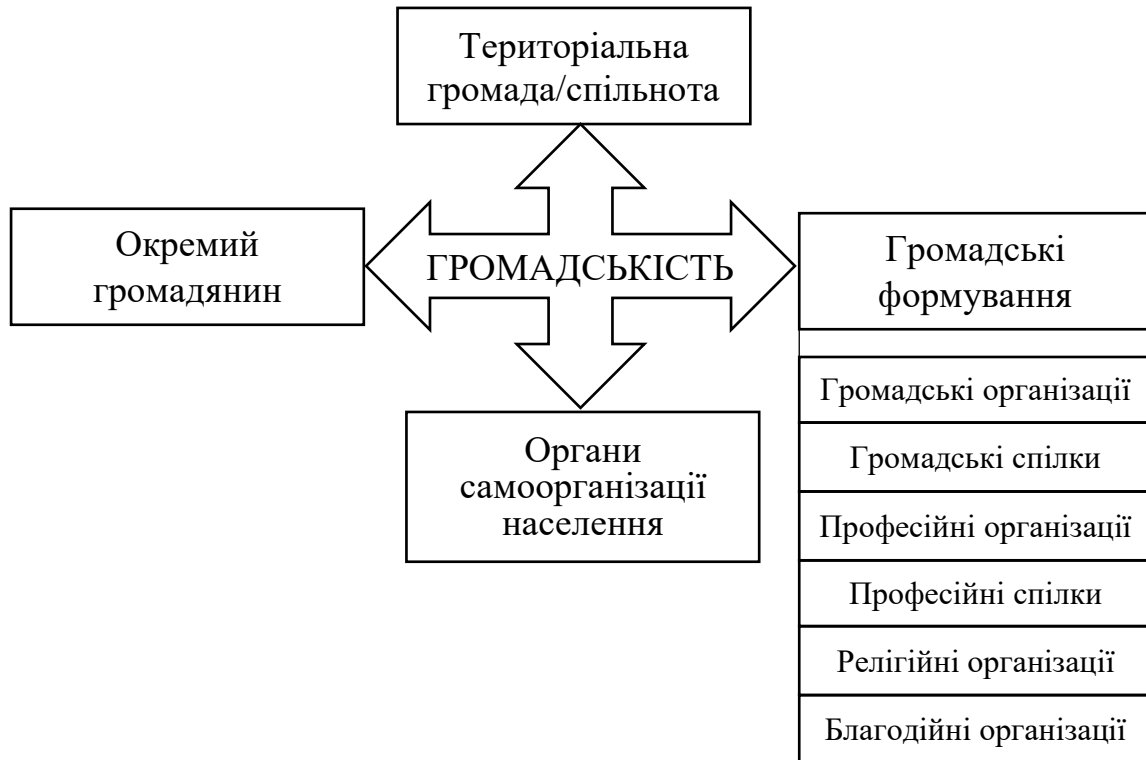 Територіальна
громада/спільнота
Окремий
громадянин
ГРОМАДСЬКІСТЬ
Громадські
формування
Органи
самоорганізації
населення
Громадські організації
Громадські спілки
Професійні організації
Професійні спілки
Релігійні організації
Благодійні організації